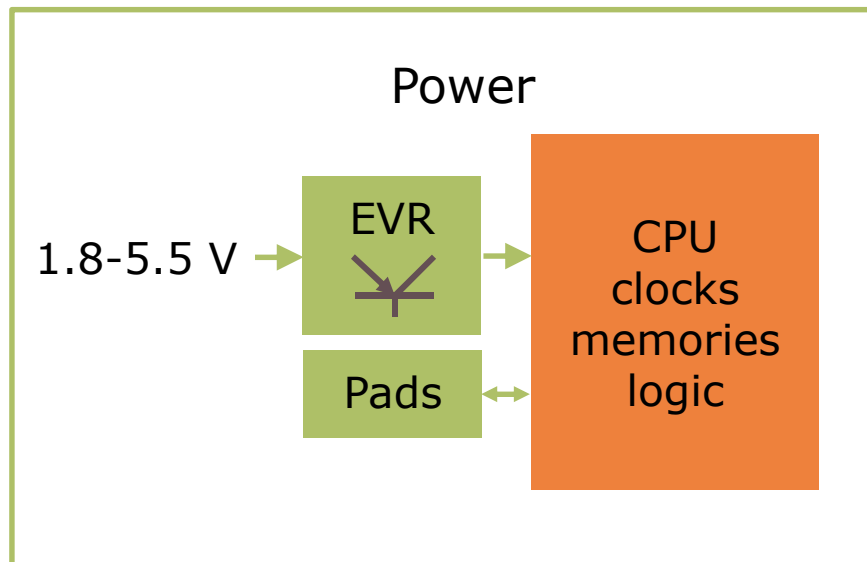 Power
1.8-5.5 V
EVR
Pads
CPU
clocks
memories
logic